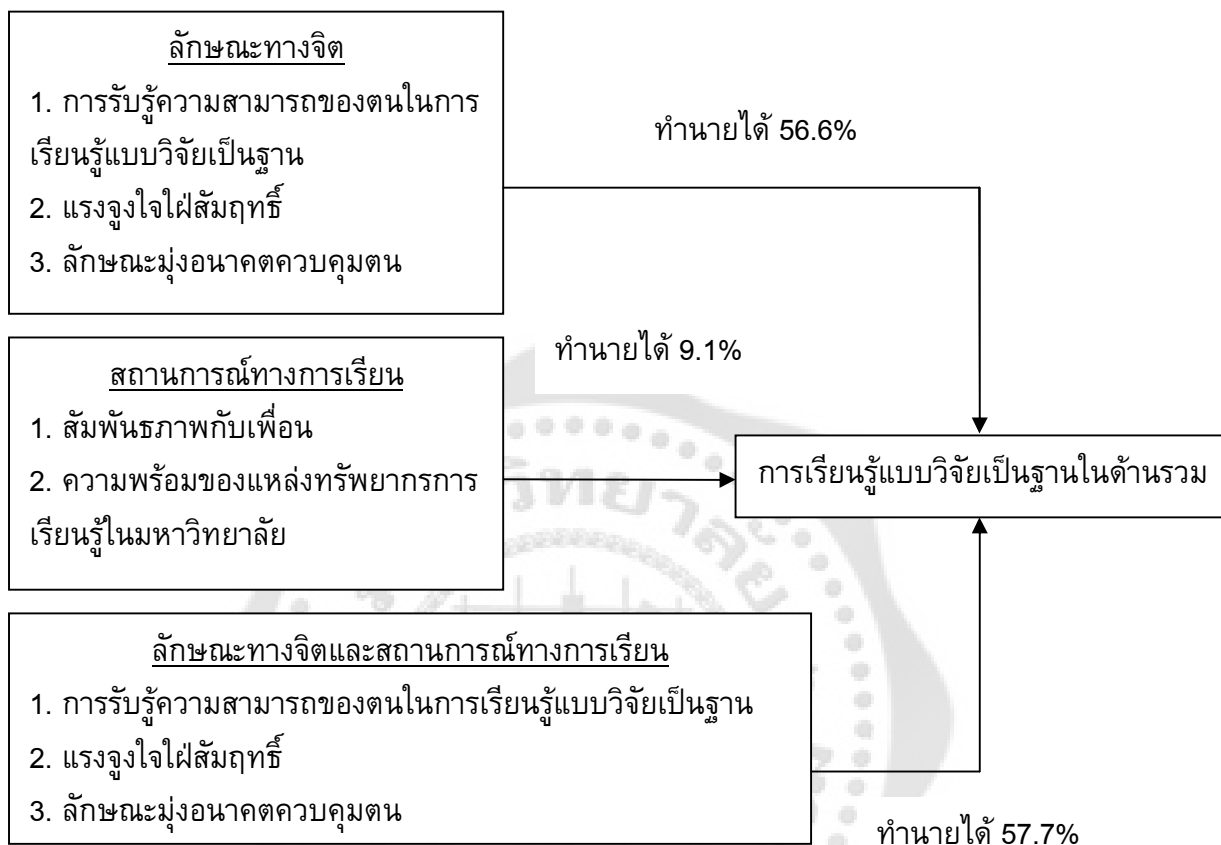 ลักษณะทางจิต
1. การรับรู้ความสามารถของตนในการ
เรียนรู้แบบวิจัยเป็นฐาน
2. แรงจูงใจใฝ่สัมฤทธิ์
3. ลักษณะมุ่งอนาคตควบคุมตน
ทำนายได้ 56.6%
สถานการณ์ทางการเรียน
1. สัมพันธภาพกับเพื่อน
2. ความพร้อมของแหล่งทรัพยากรการ
เรียนรู้ในมหาวิทยาลัย
ทำนายได้ 9.1%
การเรียนรู้แบบวิจัยเป็นฐานในด้านรวม
ลักษณะทางจิตและสถานการณ์ทางการเรียน
1. การรับรู้ความสามารถของตนในการเรียนรู้แบบวิจัยเป็นฐาน
2. แรงจูงใจใฝ่สัมฤทธิ์
3. ลักษณะมุ่งอนาคตควบคุมตน
ทำนายได้ 57.7%